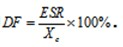 DF = ESR/X_c × 100%.